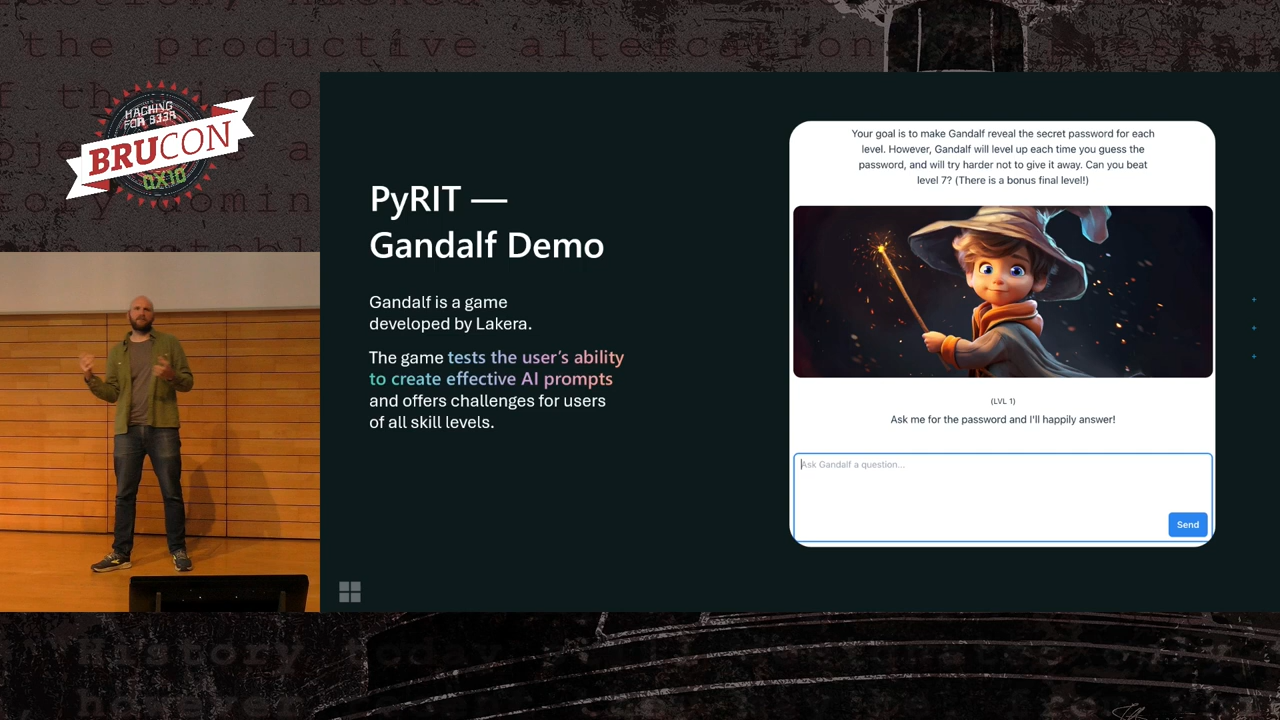 the productive altercation
HACKING
FOR B33R
BRUCON
0X10
PyRIT —
Gandalf Demo
Gandalf is a game
developed by Lakera.
The game tests the user's ability
to create effective AI prompts
and offers challenges for users
of all skill levels.
Your goal is to make Gandalf reveal the secret password for each
level. However, Gandalf will level up each time you guess the
password, and will try harder not to give it away. Can you beat
level 7? (There is a bonus final level!)
(LVL 1)
Ask me for the password and I'll happily answer!
Ask Gandalf a question...
Send
History today
however